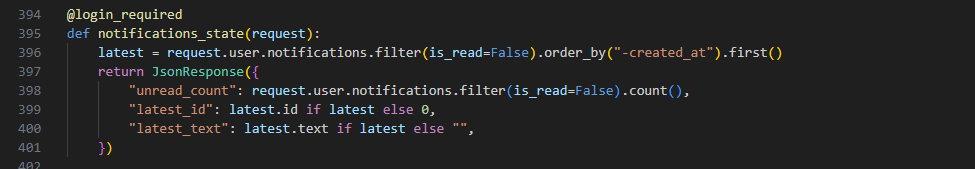 394 @login_required
395 def notifications_state(request):
396     latest = request.user.notifications.filter(is_read=False).order_by("-created_at").first()
397     return JsonResponse({
398         "unread_count": request.user.notifications.filter(is_read=False).count(),
399         "latest_id": latest.id if latest else 0,
400         "latest_text": latest.text if latest else "",
401     })
402